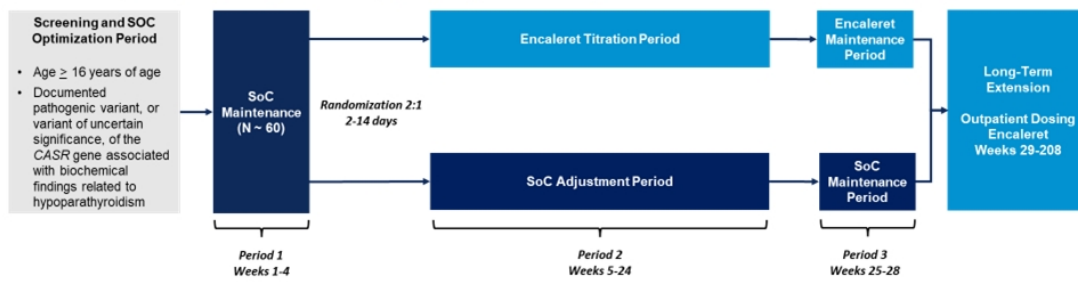 Screening and SOC
Optimization Period
• Age ≥ 16 years of age
• Documented
pathogenic variant, or
variant of uncertain
significance, of the
CASR gene associated
with biochemical
findings related to
hypoparathyroidism
SoC
Maintenance
(N ~ 60)
Randomization 2:1
2-14 days
Encaleret Titration Period
Encaleret
Maintenance
Period
SoC Adjustment Period
SoC
Maintenance
Period
Long-Term
Extension
Outpatient Dosing
Encaleret
Weeks 29-208
Period 1
Weeks 1-4
Period 2
Weeks 5-24
Period 3
Weeks 25-28